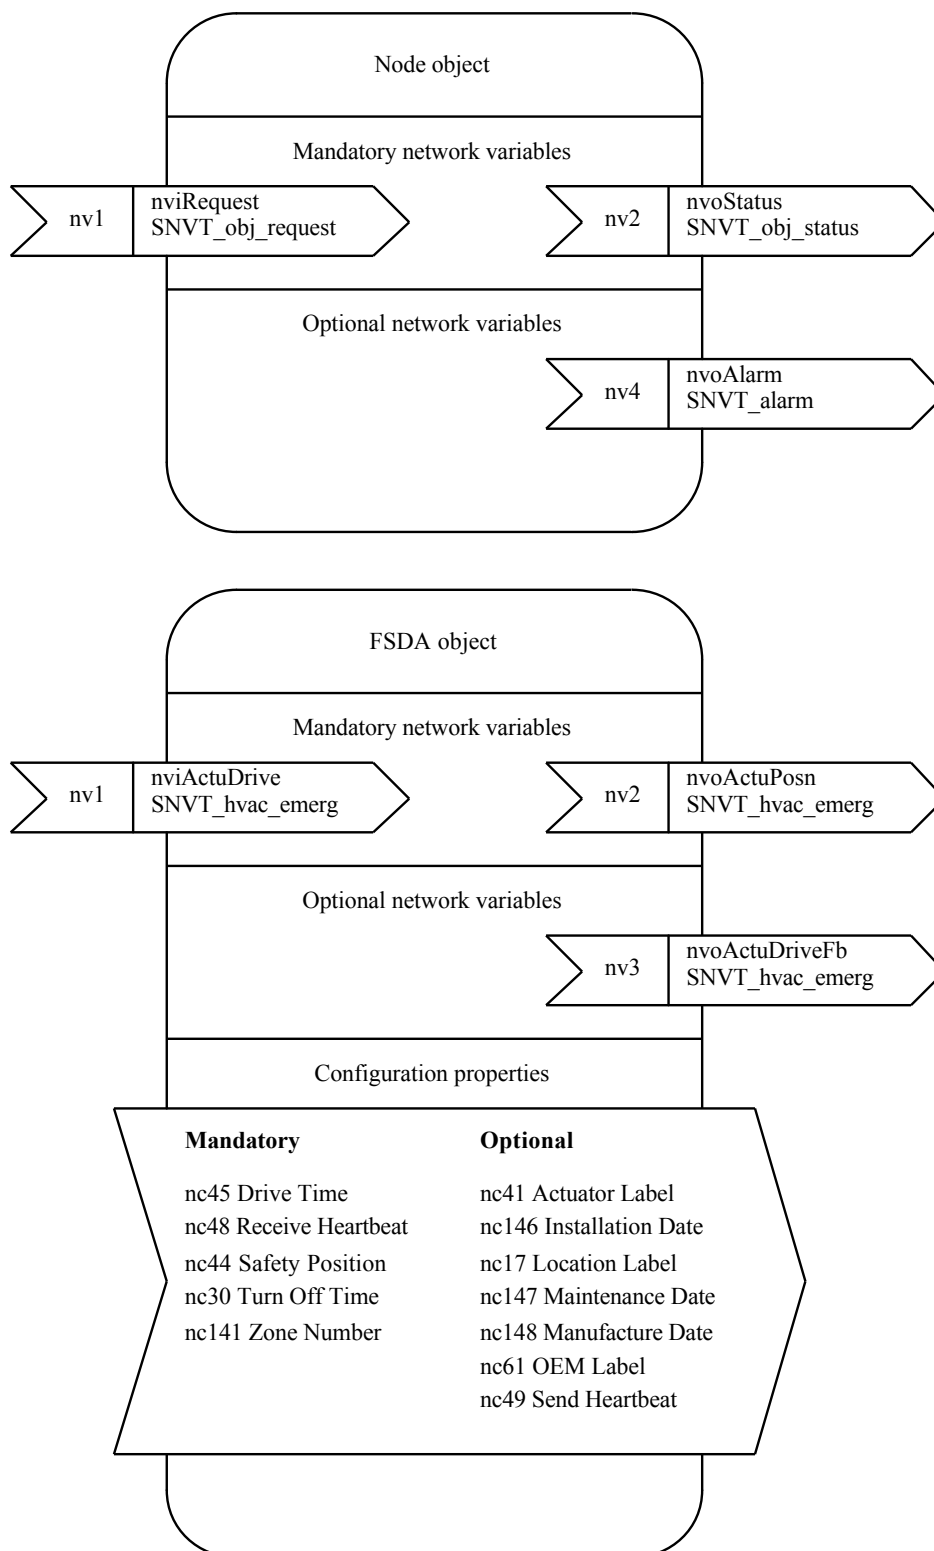 Node object
Mandatory network variables
nv1
nviRequest
SNVT_obj_request
nv2
nvoStatus
SNVT_obj_status
Optional network variables
nv4
nvoAlarm
SNVT_alarm
FSDA object
Mandatory network variables
nv1
nviActuDrive
SNVT_hvac_emerg
nv2
nvoActuPosn
SNVT_hvac_emerg
Optional network variables
nv3
nvoActuDriveFb
SNVT_hvac_emerg
Configuration properties
Mandatory
nc45 Drive Time
nc48 Receive Heartbeat
nc44 Safety Position
nc30 Turn Off Time
nc141 Zone Number
Optional
nc41 Actuator Label
nc146 Installation Date
nc17 Location Label
nc147 Maintenance Date
nc148 Manufacture Date
nc61 OEM Label
nc49 Send Heartbeat